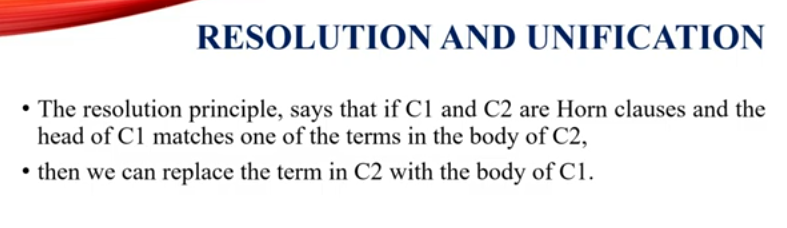 RESOLUTION AND UNIFICATION
• The resolution principle, says that if C1 and C2 are Horn clauses and the
head of C1 matches one of the terms in the body of C2,
• then we can replace the term in C2 with the body of C1.